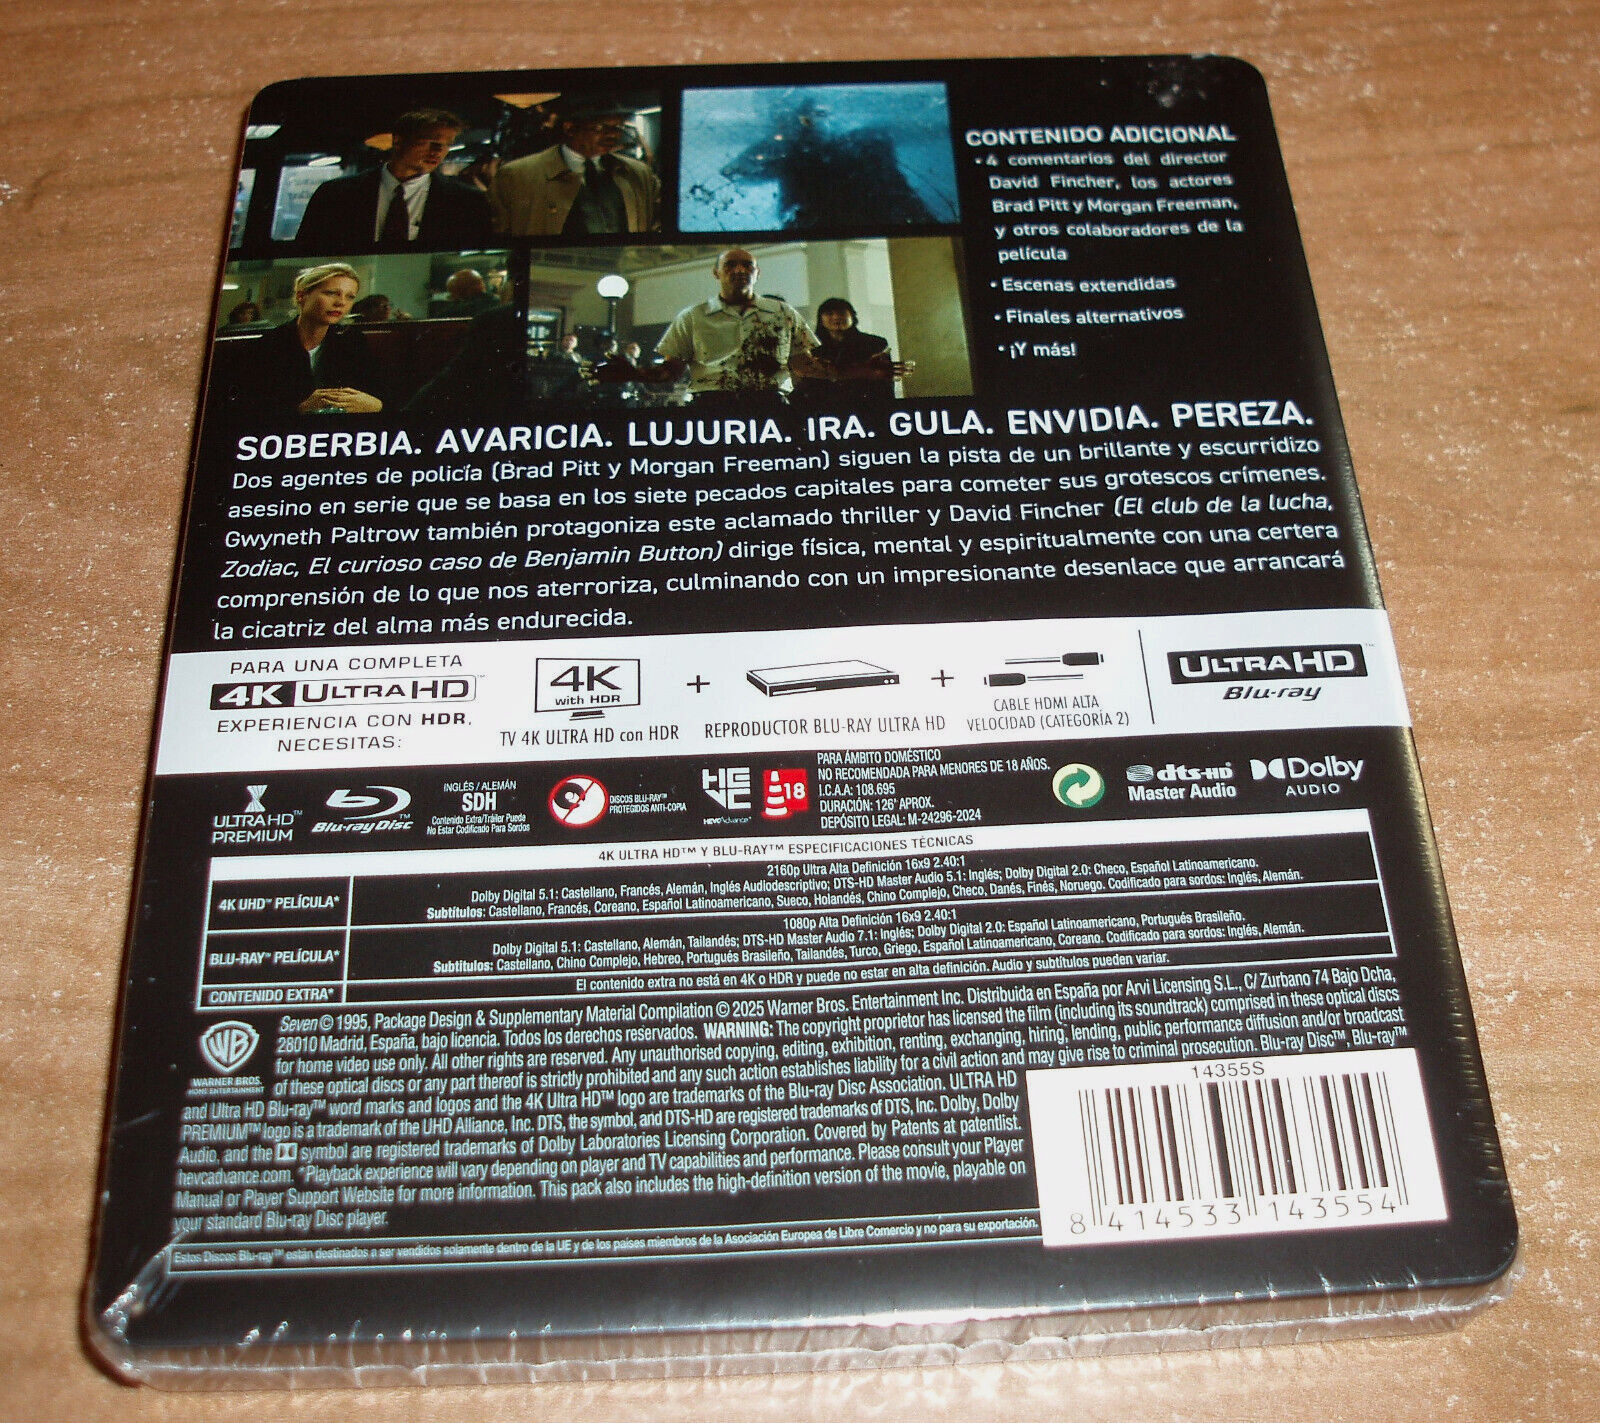 CONTENIDO ADICIONAL
• 4 comentarios del director
David Fincher, los actores
Brad Pitt y Morgan Freeman,
y otros colaboradores de la
película
• Escenas extendidas
• Finales alternativos
• ¡Y más!
SOBERBIA. AVARICIA. LUJURIA. IRA. GULA. ENVIDIA. PEREZA.
Dos agentes de policía (Brad Pitt y Morgan Freeman) siguen la pista de un brillante y escurridizo
asesino en serie que se basa en los siete pecados capitales para cometer sus grotescos crímenes.
Gwyneth Paltrow también protagoniza este aclamado thriller y David Fincher (El club de la lucha,
Zodiac, El curioso caso de Benjamin Button) dirige física, mental y espiritualmente con una certera
comprensión de lo que nos aterroriza, culminando con un impresionante desenlace que arrancará
la cicatriz del alma más endurecida.
PARA UNA COMPLETA
4K ULTRA HD™
EXPERIENCIA CON HDR,
NECESITAS:
4K
with HDR
TV 4K ULTRA HD con HDR
+
REPRODUCTOR BLU-RAY ULTRA HD
+
CABLE HDMI ALTA
VELOCIDAD (CATEGORÍA 2)
ULTRA HD™
Blu-ray
ULTRA HD™
PREMIUM
Blu-ray Disc™
INGLÉS / ALEMÁN
SDH
Contenido Extra/Tráiler Puede
No Estar Codificado Para Sordos
DISCOS BLU-RAY™
PROTEGIDOS ANTI-COPIA
HEVC
HEVC Advance™
18
PARA ÁMBITO DOMÉSTICO
NO RECOMENDADA PARA MENORES DE 18 AÑOS.
I.C.A.A: 108.695
DURACIÓN: 126' APROX.
DEPÓSITO LEGAL: M-24296-2024
dts-HD
Master Audio
Dolby
AUDIO
4K ULTRA HD™ Y BLU-RAY™ ESPECIFICACIONES TÉCNICAS
4K UHD™ PELÍCULA*
2160p Ultra Alta Definición 16x9 2.40:1
Dolby Digital 5.1: Castellano, Francés, Alemán, Inglés Audiodescriptivo; DTS-HD Master Audio 5.1: Inglés; Dolby Digital 2.0: Checo, Español Latinoamericano.
Subtítulos: Castellano, Francés, Coreano, Español Latinoamericano, Sueco, Holandés, Chino Complejo, Checo, Danés, Finés, Noruego. Codificado para sordos: Inglés, Alemán.
BLU-RAY™ PELÍCULA*
1080p Alta Definición 16x9 2.40:1
Dolby Digital 5.1: Castellano, Alemán, Tailandés; DTS-HD Master Audio 7.1: Inglés; Dolby Digital 2.0: Español Latinoamericano, Portugués Brasileño.
Subtítulos: Castellano, Chino Complejo, Hebreo, Portugués Brasileño, Tailandés, Turco, Griego, Español Latinoamericano, Coreano. Codificado para sordos: Inglés, Alemán.
CONTENIDO EXTRA*
El contenido extra no está en 4K o HDR y puede no estar en alta definición. Audio y subtítulos pueden variar.
WB
WARNER BROS.
HOME ENTERTAINMENT
Seven © 1995, Package Design & Supplementary Material Compilation © 2025 Warner Bros. Entertainment Inc. Distribuida en España por Arvi Licensing S.L., C/ Zurbano 74 Bajo Dcha,
28010 Madrid, España, bajo licencia. Todos los derechos reservados. WARNING: The copyright proprietor has licensed the film (including its soundtrack) comprised in these optical discs
for home video use only. All other rights are reserved. Any unauthorised copying, editing, exhibition, renting, exchanging, hiring, lending, public performance diffusion and/or broadcast
of these optical discs or any part thereof is strictly prohibited and any such action establishes liability for a civil action and may give rise to criminal prosecution. Blu-ray Disc™, Blu-ray™
and Ultra HD Blu-ray™ word marks and logos and the 4K Ultra HD™ logo are trademarks of the Blu-ray Disc Association. ULTRA HD
PREMIUM™ logo is a trademark of the UHD Alliance, Inc. DTS, the symbol, and DTS-HD are registered trademarks of DTS, Inc. Dolby, Dolby
Audio, and the symbol are registered trademarks of Dolby Laboratories Licensing Corporation. Covered by Patents at patentlist.
hevcadvance.com. *Playback experience will vary depending on player and TV capabilities and performance. Please consult your Player
Manual or Player Support Website for more information. This pack also includes the high-definition version of the movie, playable on
your standard Blu-ray Disc player.
Estos Discos Blu-ray™ están destinados a ser vendidos solamente dentro de la UE y de los países miembros de la Asociación Europea de Libre Comercio y no para su exportación.
14355S
8 414533 143554